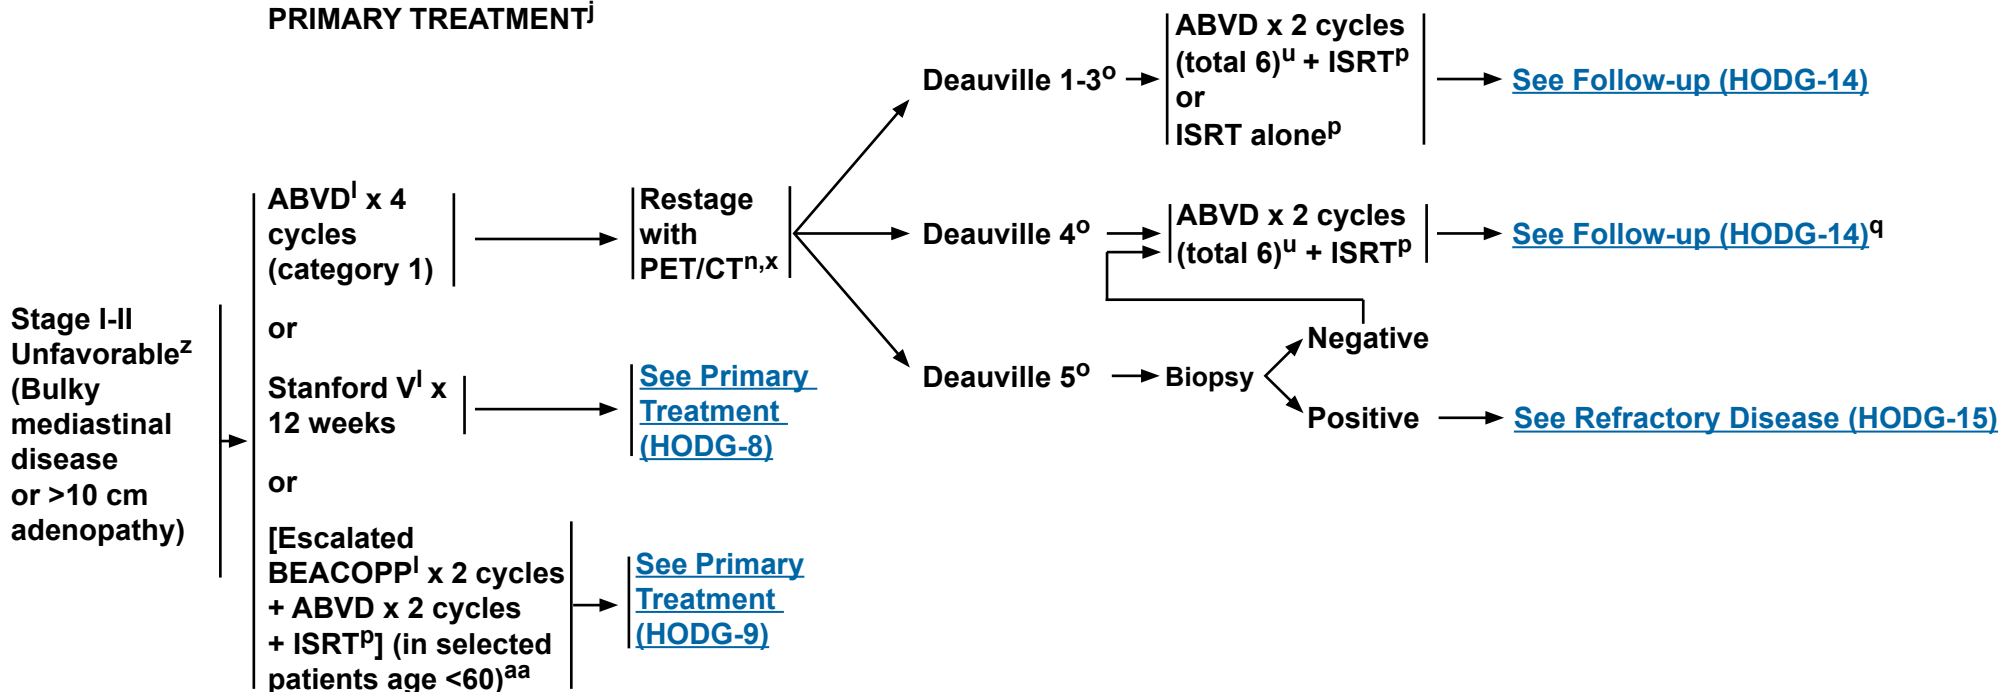 PRIMARY TREATMENTj
Stage I-II
Unfavorablez
(Bulky
mediastinal
disease
or >10 cm
adenopathy)
ABVDl x 4
cycles
(category 1)
or
Stanford Vl x
12 weeks
or
[Escalated
BEACOPPl x 2 cycles
+ ABVD x 2 cycles
+ ISRTp] (in selected
patients age <60)aa
Restage
with
PET/CTn,x
See Primary
Treatment
(HODG-8)
See Primary
Treatment
(HODG-9)
Deauville 1-3o
ABVD x 2 cycles
(total 6)u + ISRTp
or
ISRT alonep
See Follow-up (HODG-14)
Deauville 4o
ABVD x 2 cycles
(total 6)u + ISRTp
See Follow-up (HODG-14)q
Deauville 5o
Biopsy
Negative
Positive
See Refractory Disease (HODG-15)